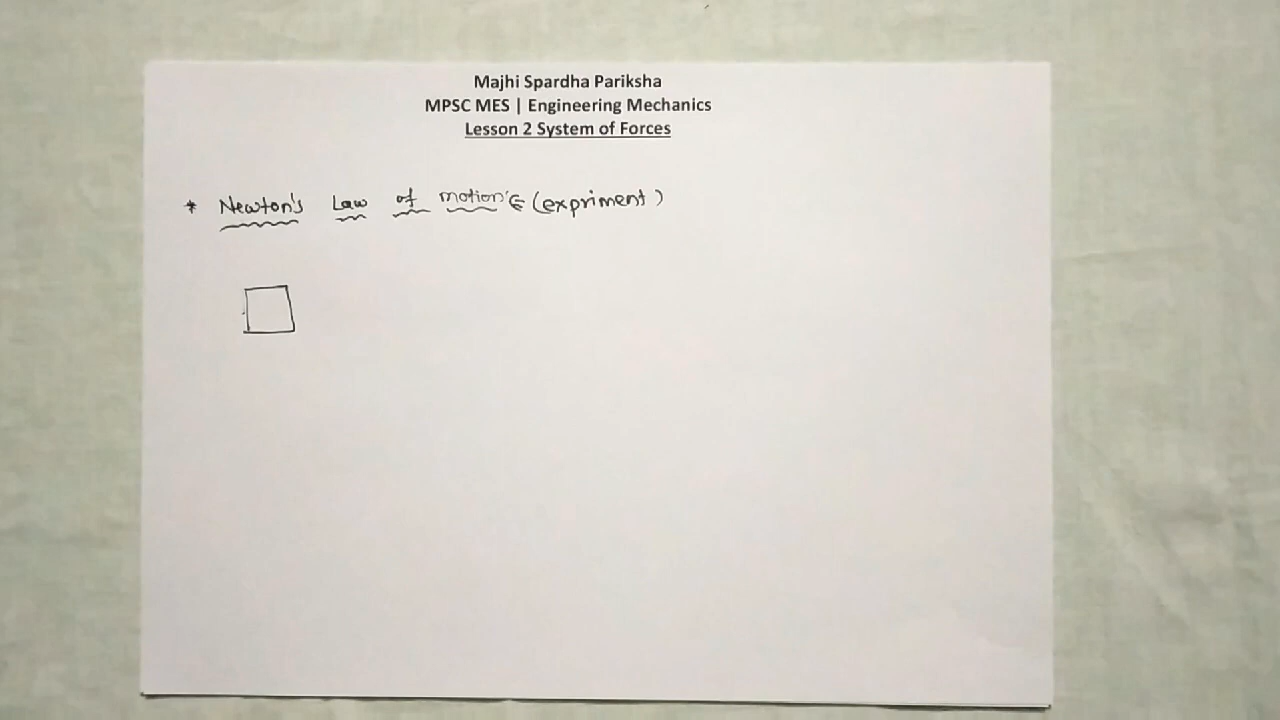 Majhi Spardha Pariksha
MPSC MES | Engineering Mechanics
Lesson 2 System of Forces
* Newton's Law of motion's (expriment)